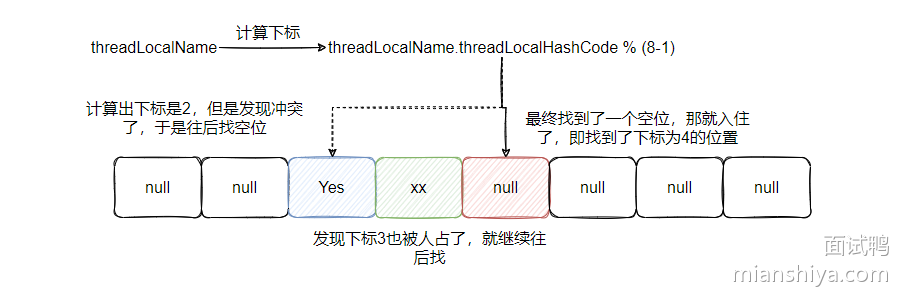 计算下标
threadLocalName
threadLocalName.threadLocalHashCode % (8-1)
计算出下标是2，但是发现冲突
了，于是往后找空位
最终找到了一个空位，那就入住
了，即找到了下标为4的位置
null null Yes xx null null null null
发现下标3也被人占了，就继续往
后找
面试鸭
mianshiya.com